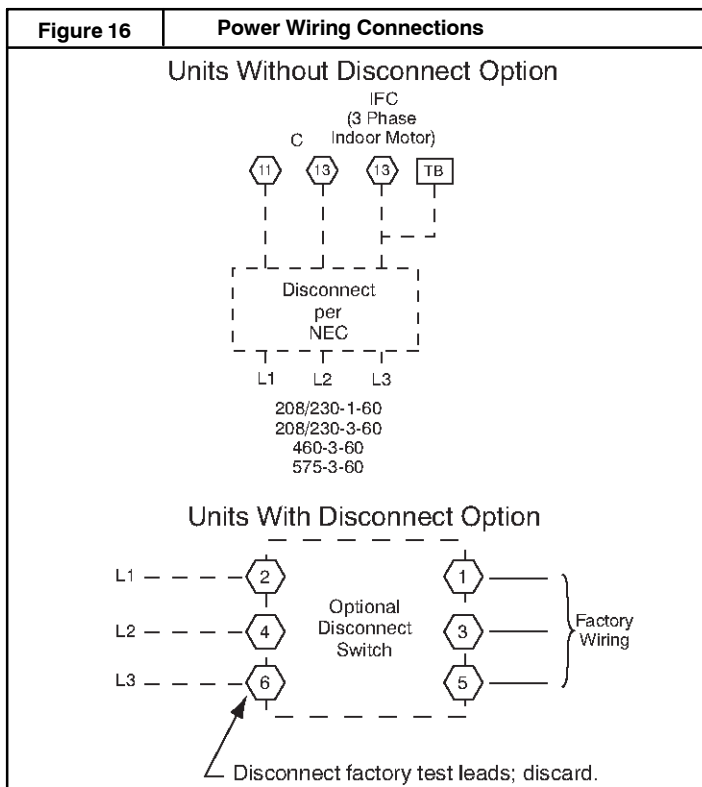 Figure 16
Power Wiring Connections
Units Without Disconnect Option
IFC
(3 Phase
C Indoor Motor)
11 13 13 TB
Disconnect
per
NEC
L1 L2 L3
208/230-1-60
208/230-3-60
460-3-60
575-3-60
Units With Disconnect Option
L1 2 1
L2 4 3
L3 6 5
Optional
Disconnect
Switch
Factory
Wiring
Disconnect factory test leads; discard.